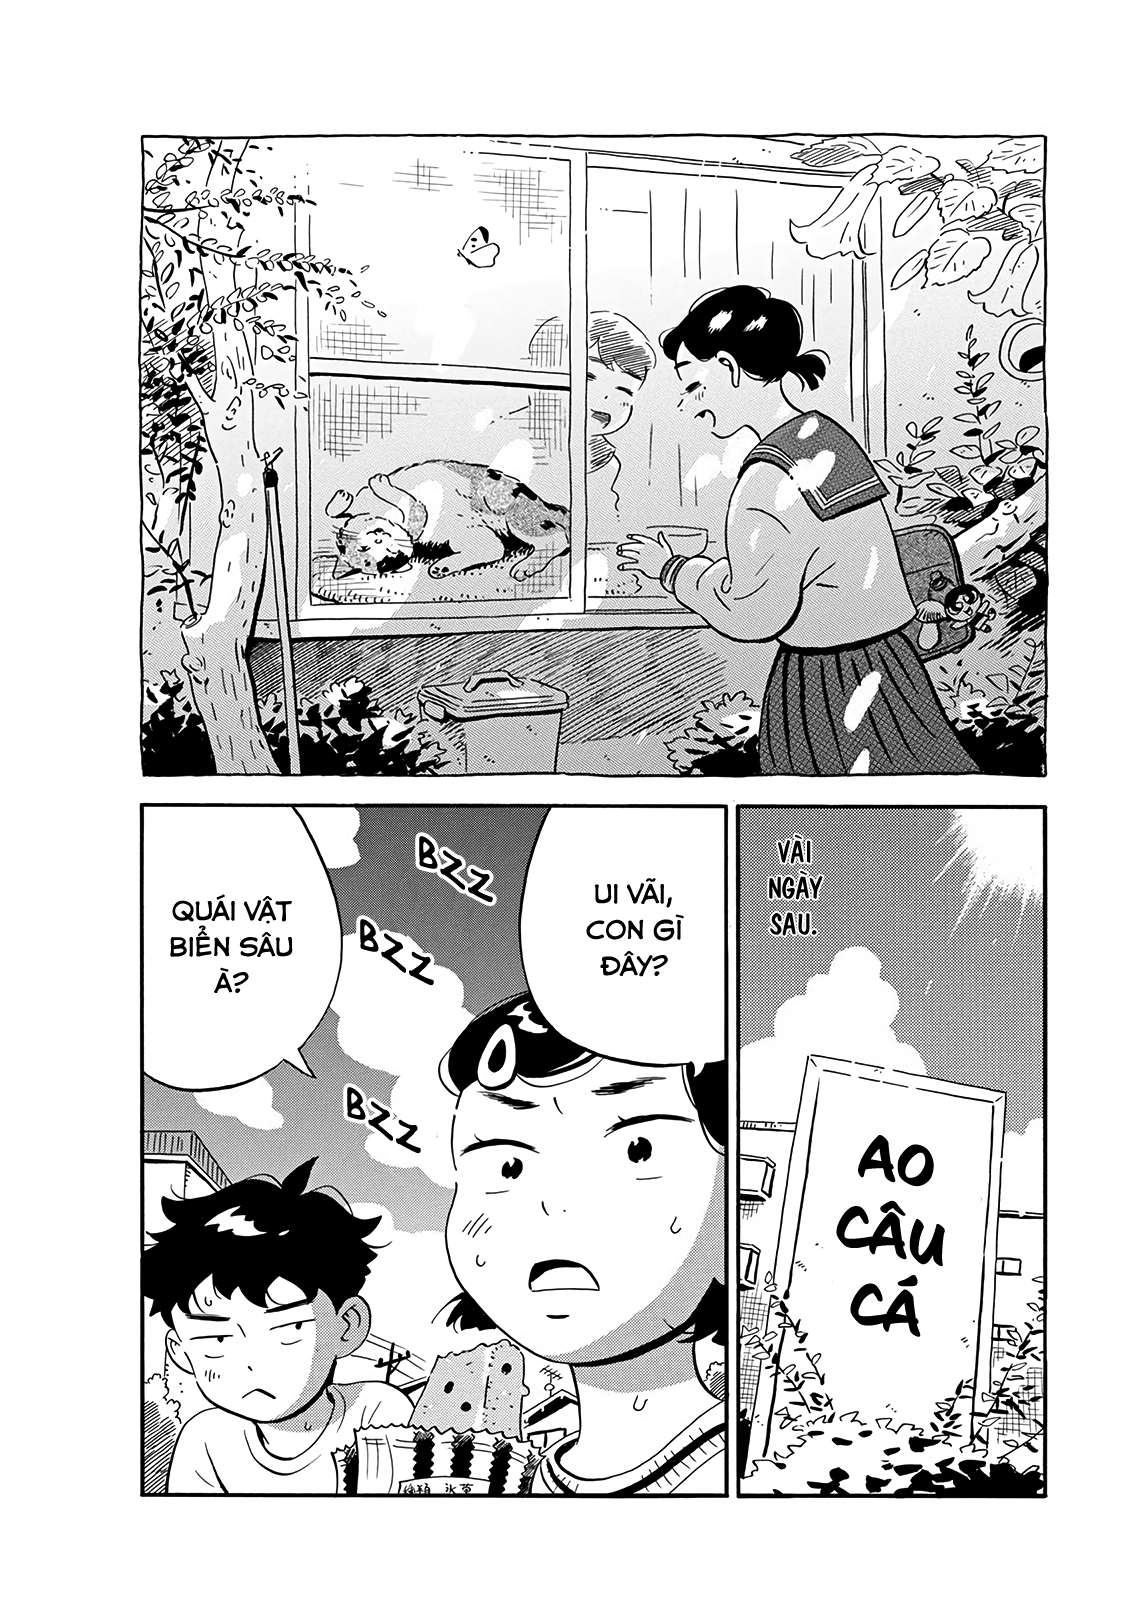 VÀI
NGÀY
SAU.
AO
CÂU
CÁ
UI VÃI,
CON GÌ
ĐÂY?
BZZ
BZZ
BZZ
QUÁI VẬT
BIỂN SÂU
À?